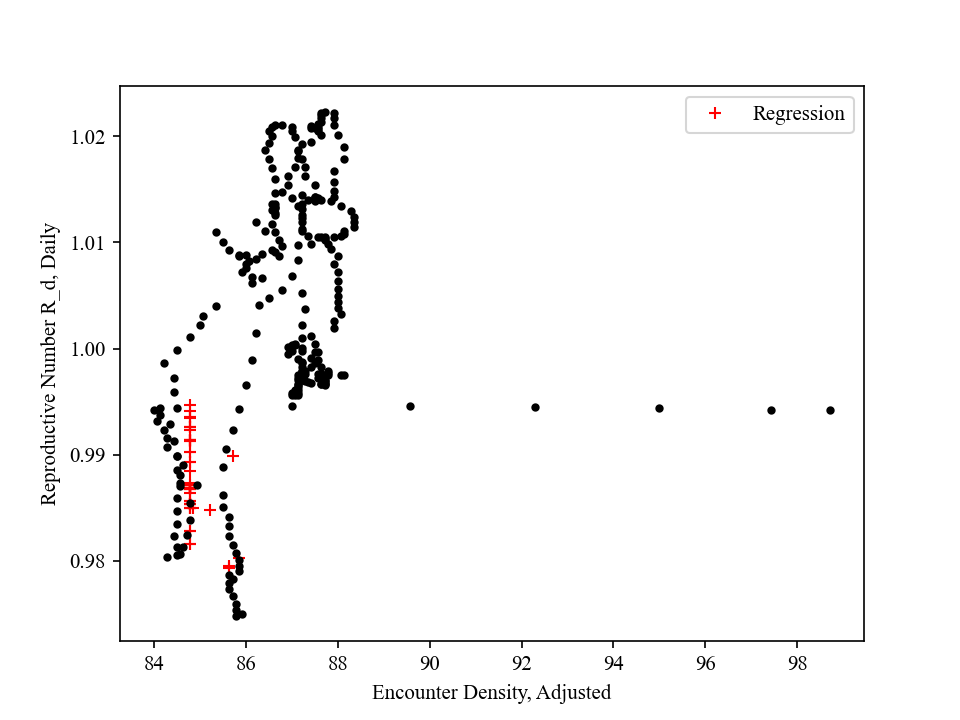 Regression
1.02
1.01
1.00
0.99
0.98
Reproductive Number R_d, Daily
84 86 88 90 92 94 96 98
Encounter Density, Adjusted